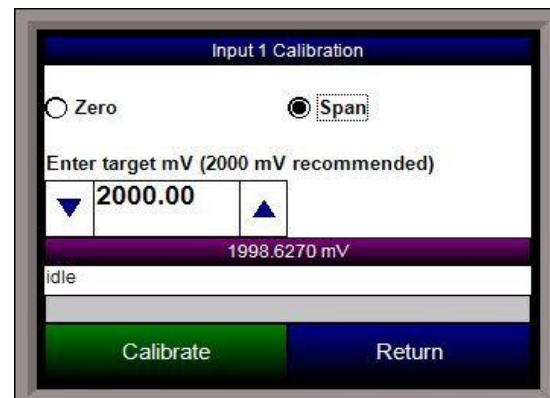 Input 1 Calibration
Zero
Span
Enter target mV (2000 mV recommended)
2000.00
1998.6270 mV
idle
Calibrate
Return